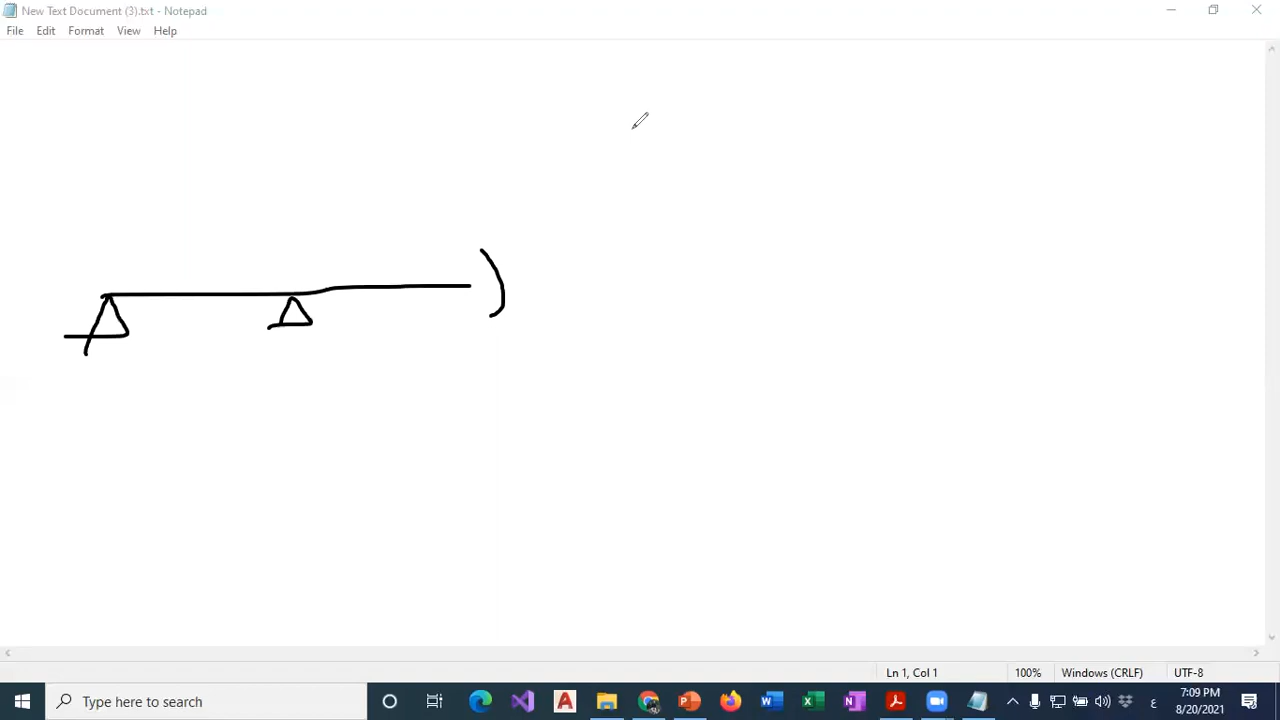 New Text Document (3).txt - Notepad
File Edit Format View Help
Ln 1, Col 1 100% Windows (CRLF) UTF-8
Type here to search
ع
7:09 PM
8/20/2021